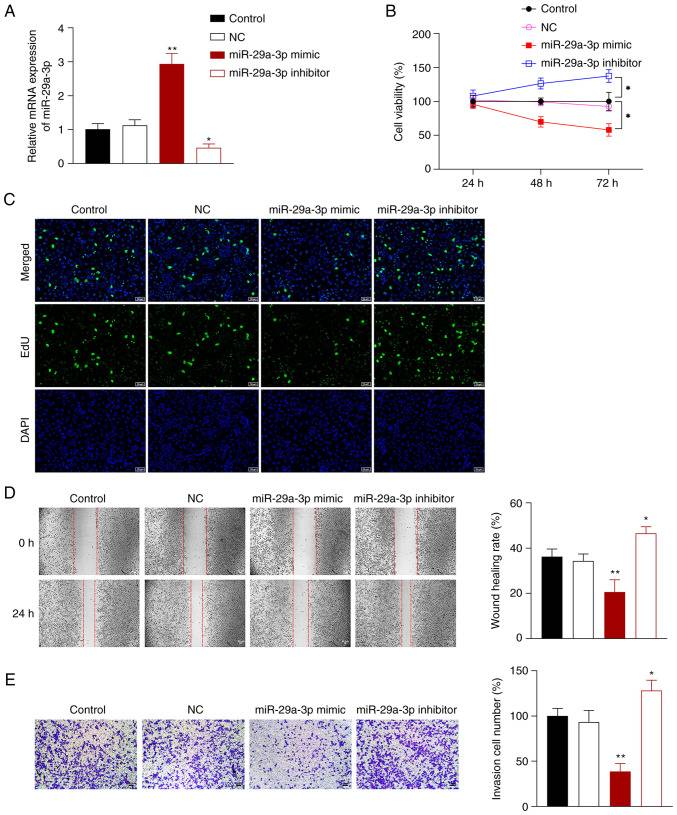 A
Relative mRNA expression
of miR-29a-3p
4
3
2
1
0
**
*
Control
NC
miR-29a-3p mimic
miR-29a-3p inhibitor
B
Control
NC
miR-29a-3p mimic
miR-29a-3p inhibitor
Cell viability (%)
200
150
100
50
0
24 h 48 h 72 h
*
*
C
Control NC miR-29a-3p mimic miR-29a-3p inhibitor
Merged
EdU
DAPI
D
Control NC miR-29a-3p mimic miR-29a-3p inhibitor
0 h
24 h
Wound healing rate (%)
60
40
20
0
**
*
E
Control NC miR-29a-3p mimic miR-29a-3p inhibitor
Invasion cell number (%)
150
100
50
0
**
*